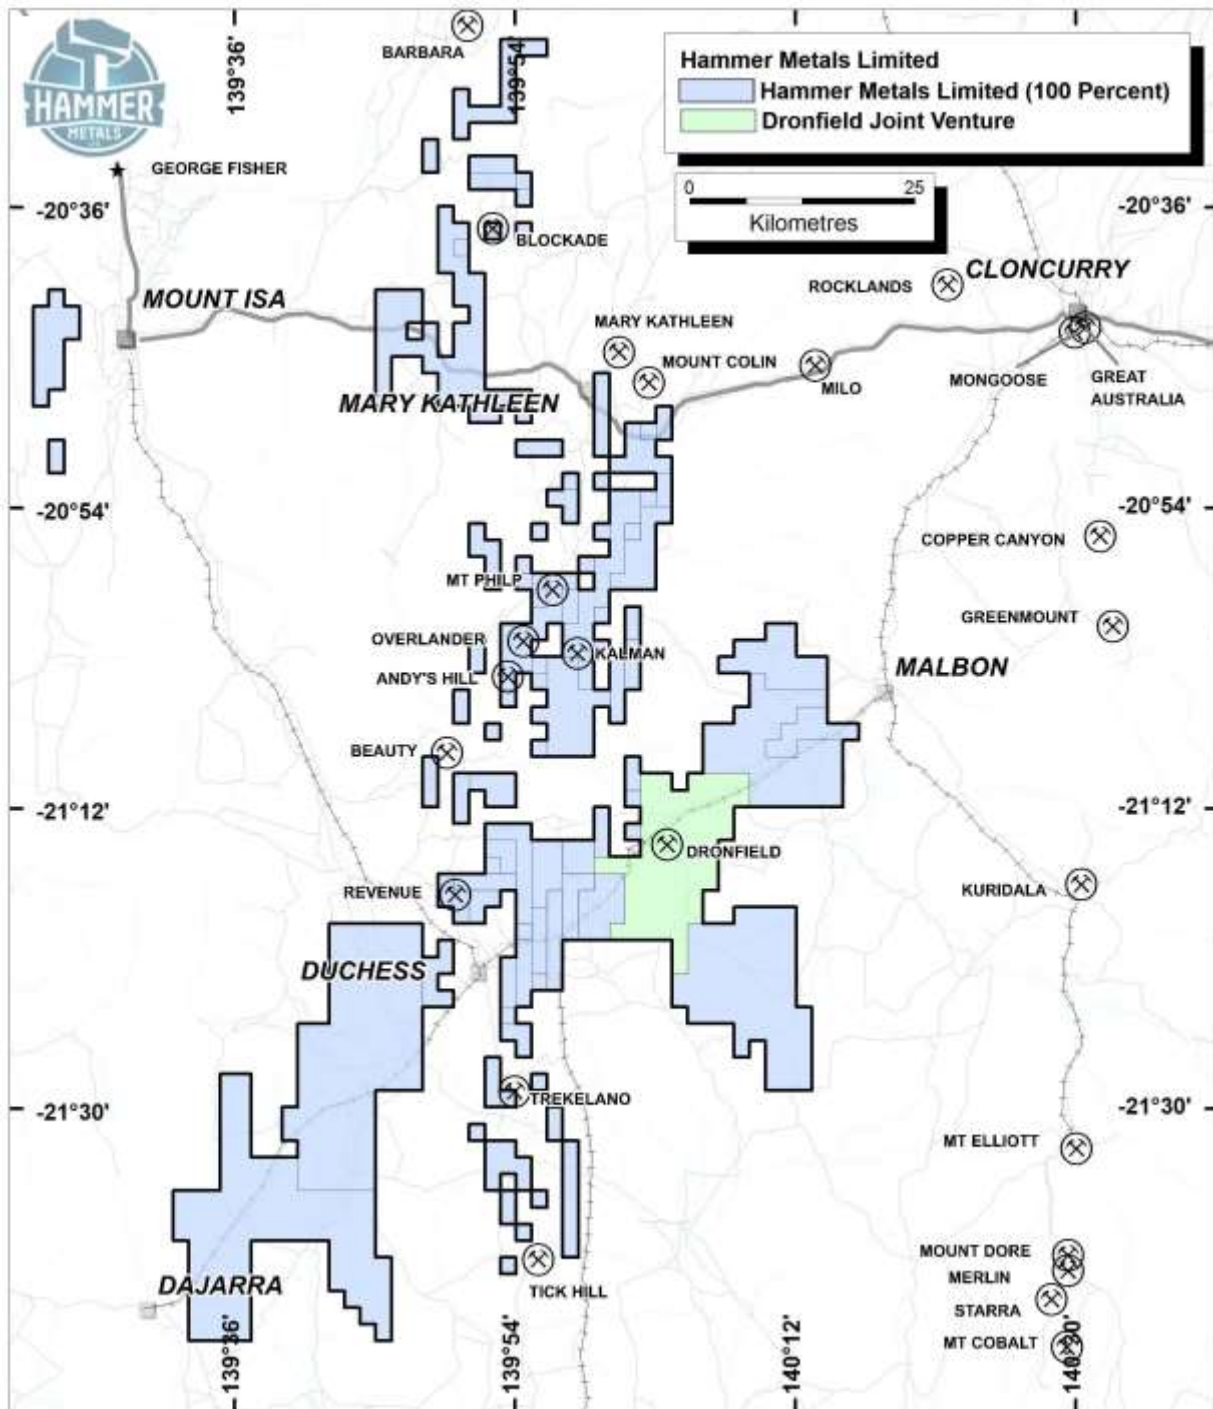 139°36'
139°54'
BARBARA
Hammer Metals Limited
Hammer Metals Limited (100 Percent)
Dronfield Joint Venture
HAMMER
METALS
GEORGE FISHER
0 25
Kilometres
-20°36'
-20°36'
BLOCKADE
CLONCURRY
ROCKLANDS
MOUNT ISA
MARY KATHLEEN
MOUNT COLIN
MILO
MONGOOSE
GREAT
AUSTRALIA
MARY KATHLEEN
-20°54'
-20°54'
COPPER CANYON
MT PHILP
GREENMOUNT
OVERLANDER
KALMAN
MALBON
ANDY'S HILL
BEAUTY
-21°12'
-21°12'
DRONFIELD
REVENUE
KURIDALA
DUCHESS
TREKELANO
-21°30'
-21°30'
MT ELLIOTT
MOUNT DORE
MERLIN
DAJARRA
TICK HILL
STARRA
MT COBALT
139°36'
139°54'
140°12'